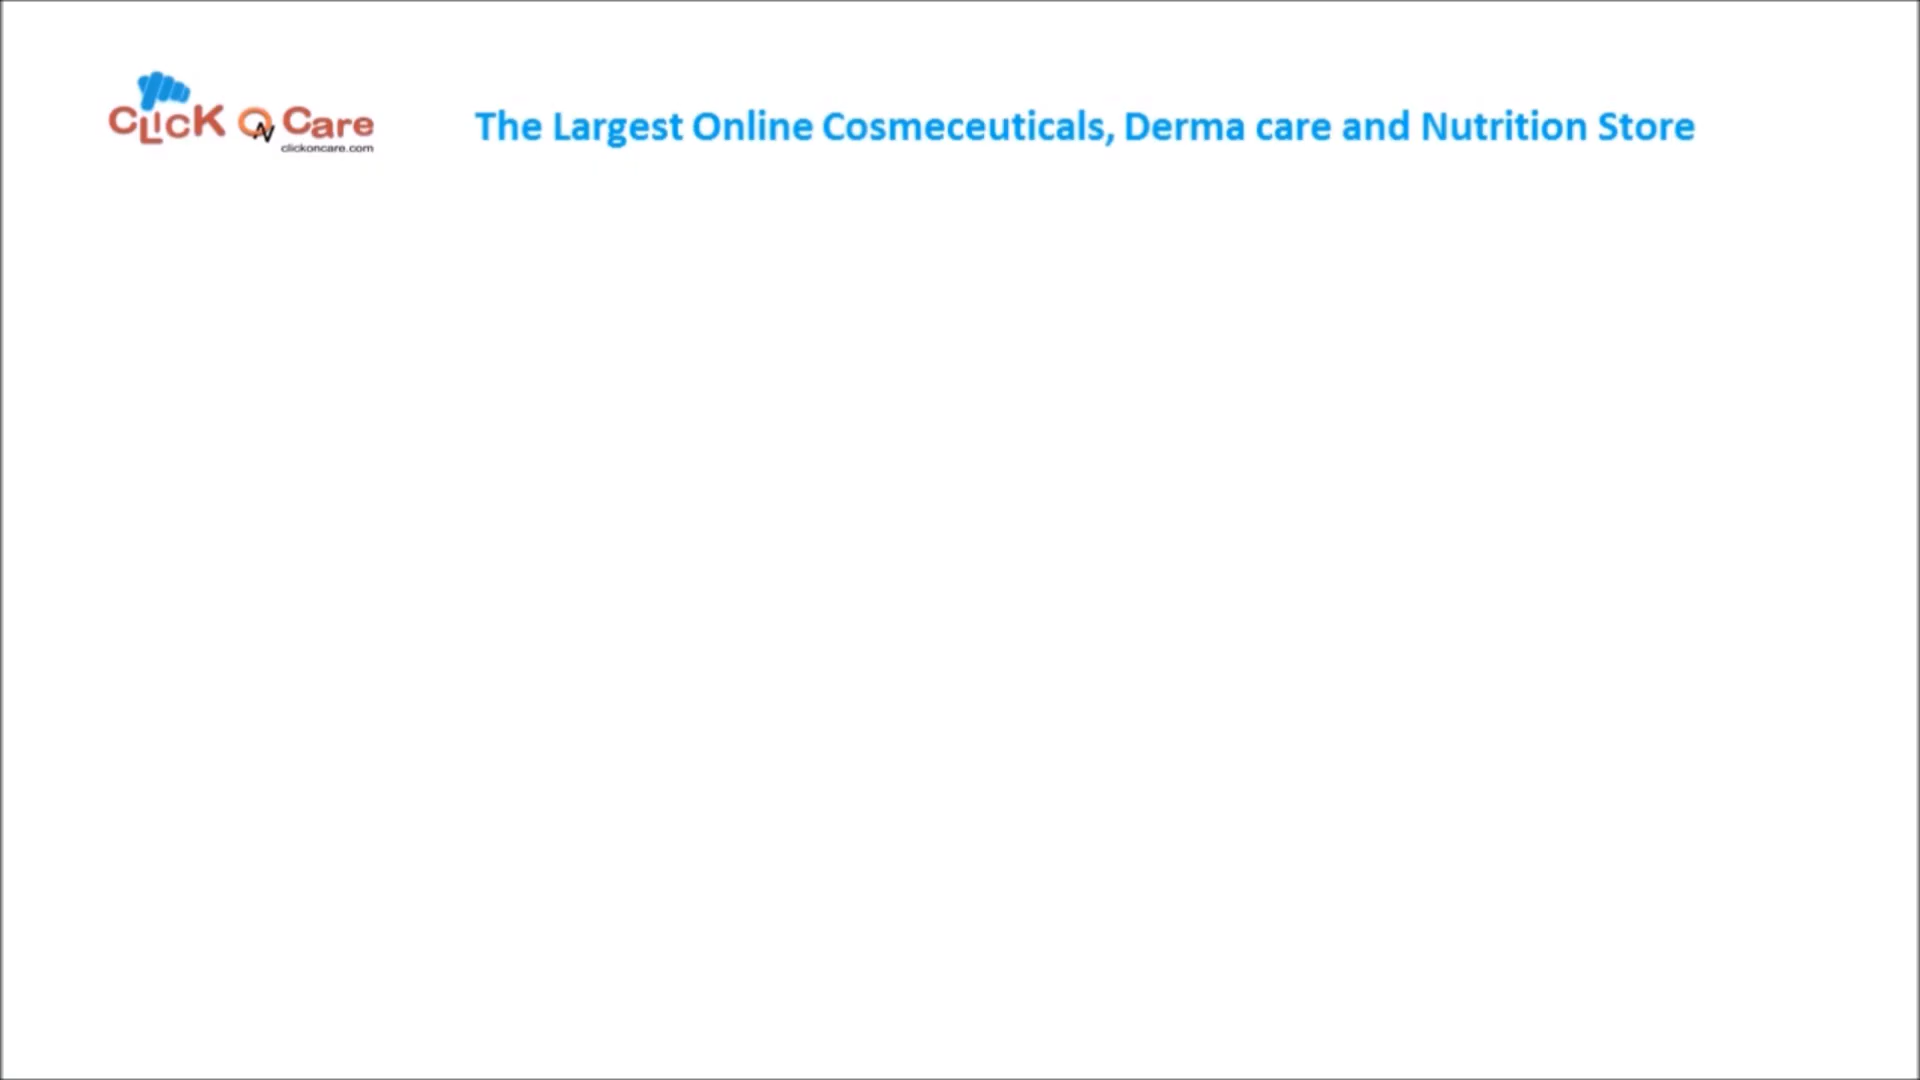 CLicK ON Care
clickoncare.com
The Largest Online Cosmeceuticals, Derma care and Nutrition Store